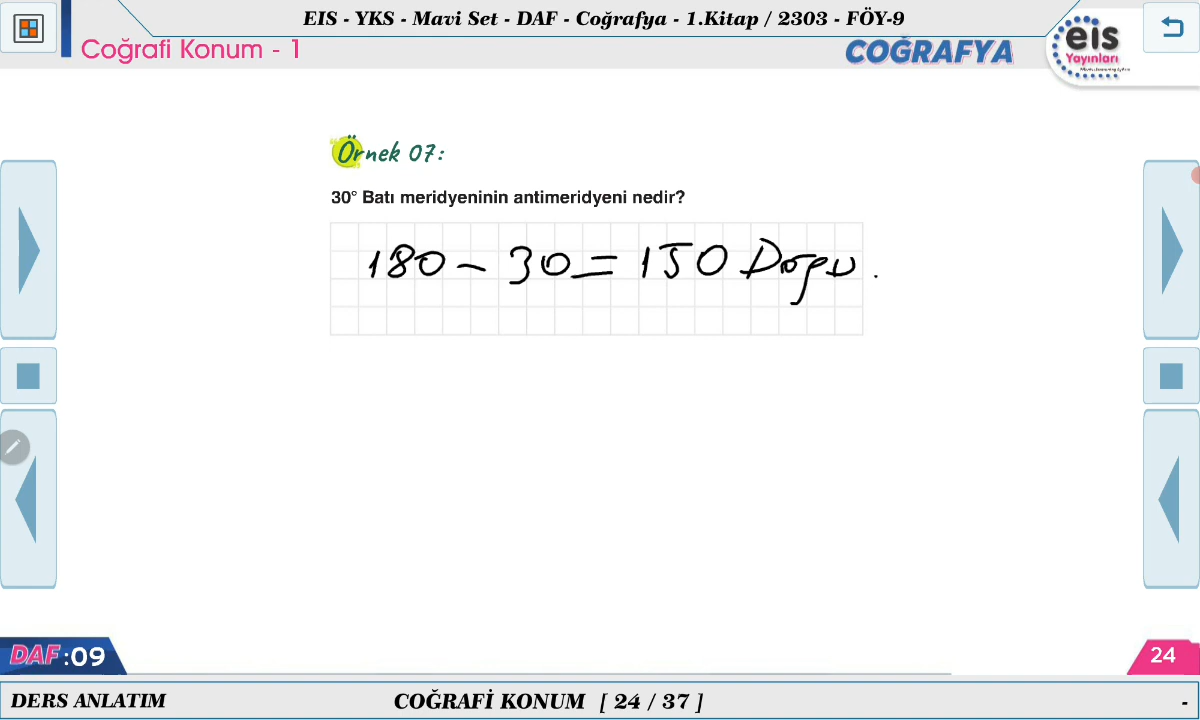 EIS - YKS - Mavi Set - DAF - Coğrafya - 1.Kitap / 2303 - FÖY-9
Coğrafi Konum - 1
COĞRAFYA
eis
Yayınları
Örnek 07:
30° Batı meridyeninin antimeridyeni nedir?
180 - 30 = 150 Doğu.
DAF:09
24
DERS ANLATIM
COĞRAFİ KONUM [ 24 / 37 ]
-